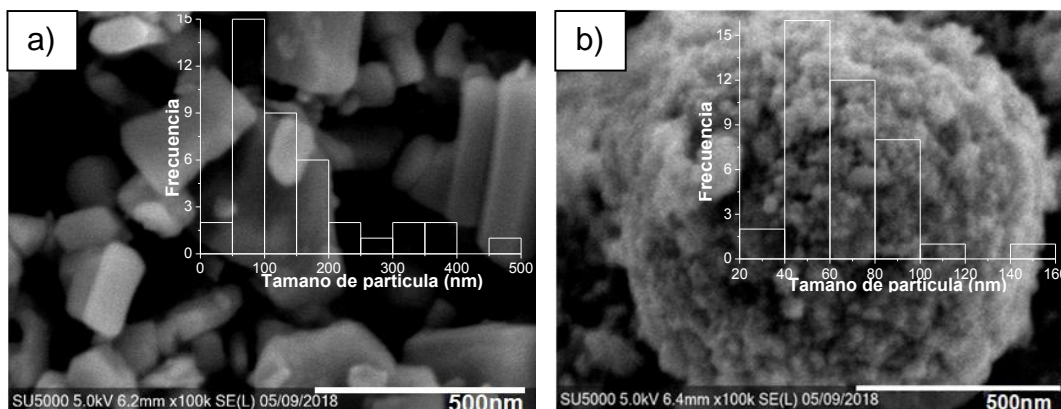 a)
15
12
9
6
3
0
Frecuencia
0 100 200 300 400 500
Tamano de particula (nm)
SU5000 5.0kV 6.2mm x100k SE(L) 05/09/2018
500nm
b)
15
12
9
6
3
0
Frecuencia
20 40 60 80 100 120 140 160
Tamano de particula (nm)
SU5000 5.0kV 6.4mm x100k SE(L) 05/09/2018
500nm